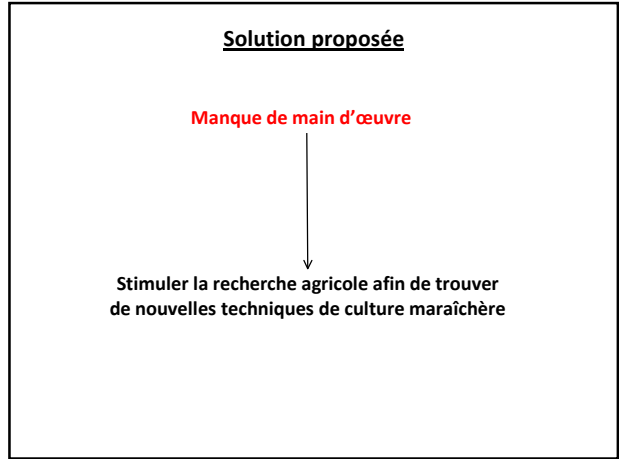 Solution proposée
Manque de main d’œuvre
Stimuler la recherche agricole afin de trouver
de nouvelles techniques de culture maraîchère